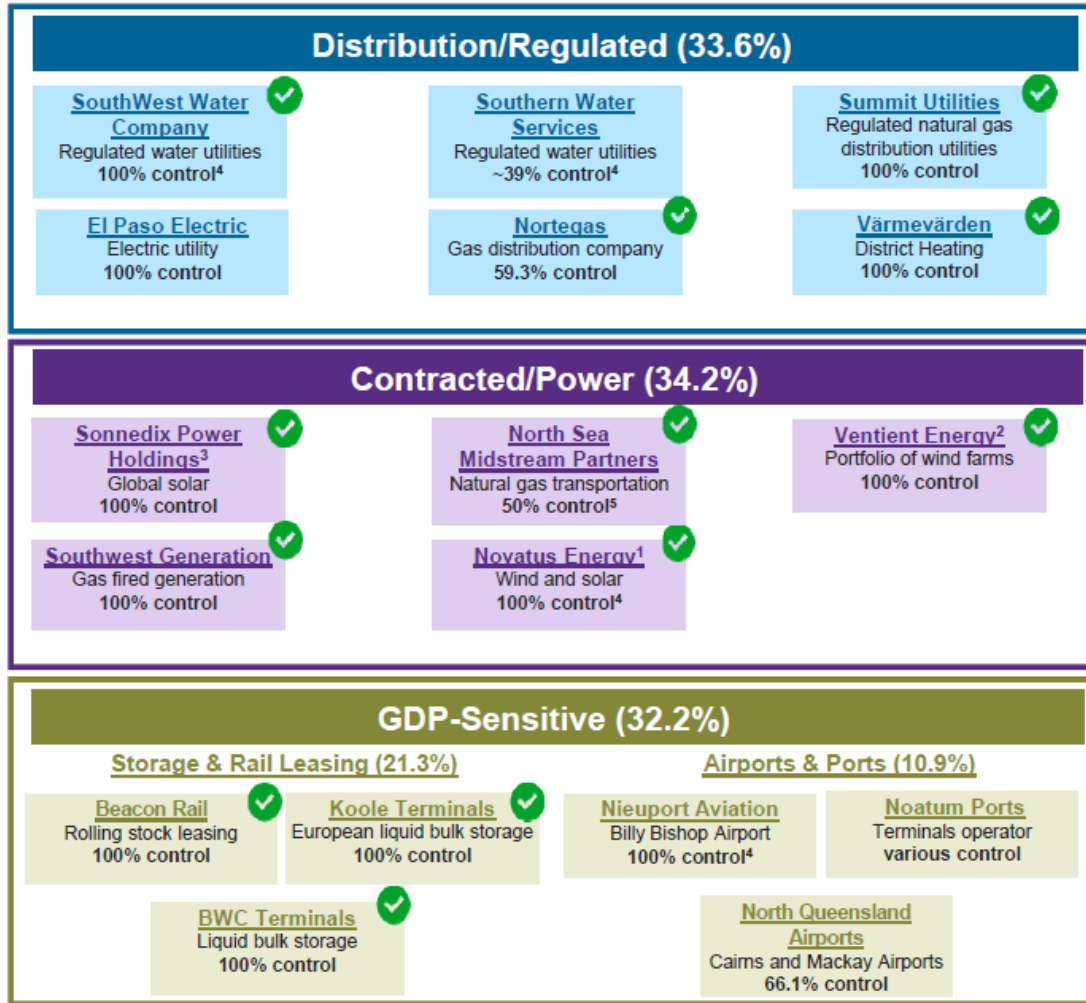 Distribution/Regulated (33.6%)
SouthWest Water
Company
Regulated water utilities
100% control⁴
Southern Water
Services
Regulated water utilities
~39% control⁴
Summit Utilities
Regulated natural gas
distribution utilities
100% control
El Paso Electric
Electric utility
100% control
Nortegas
Gas distribution company
59.3% control
Värmevärden
District Heating
100% control
Contracted/Power (34.2%)
Sonnedix Power
Holdings³
Global solar
100% control
North Sea
Midstream Partners
Natural gas transportation
50% control⁵
Ventient Energy²
Portfolio of wind farms
100% control
Southwest Generation
Gas fired generation
100% control
Novatus Energy¹
Wind and solar
100% control⁴
GDP-Sensitive (32.2%)
Storage & Rail Leasing (21.3%)
Airports & Ports (10.9%)
Beacon Rail
Rolling stock leasing
100% control
Koole Terminals
European liquid bulk storage
100% control
Nieuport Aviation
Billy Bishop Airport
100% control⁴
Noatum Ports
Terminals operator
various control
BWC Terminals
Liquid bulk storage
100% control
North Queensland
Airports
Cairns and Mackay Airports
66.1% control